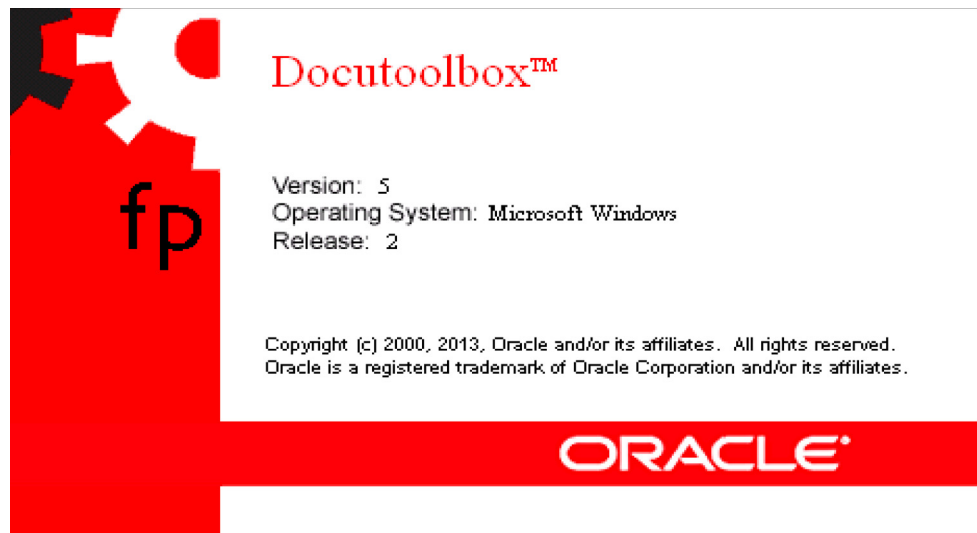 Docutoolbox™
fp
Version: 5
Operating System: Microsoft Windows
Release: 2
Copyright (c) 2000, 2013, Oracle and/or its affiliates. All rights reserved.
Oracle is a registered trademark of Oracle Corporation and/or its affiliates.
ORACLE®